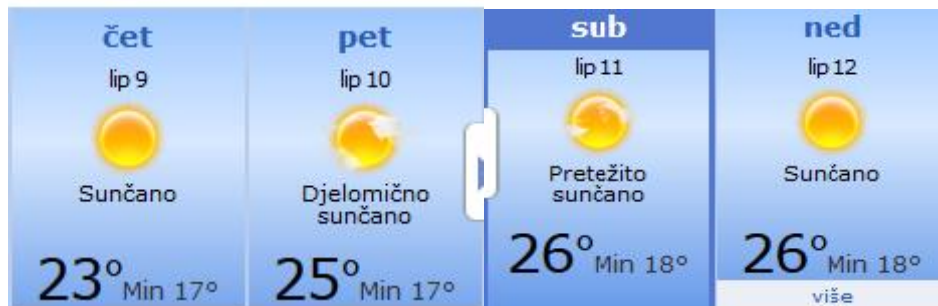 čet
lip 9
Sunčano
23° Min 17°
pet
lip 10
Djelomično
sunčano
25° Min 17°
sub
lip 11
Pretežito
sunčano
26° Min 18°
ned
lip 12
Sunčano
26° Min 18°
više